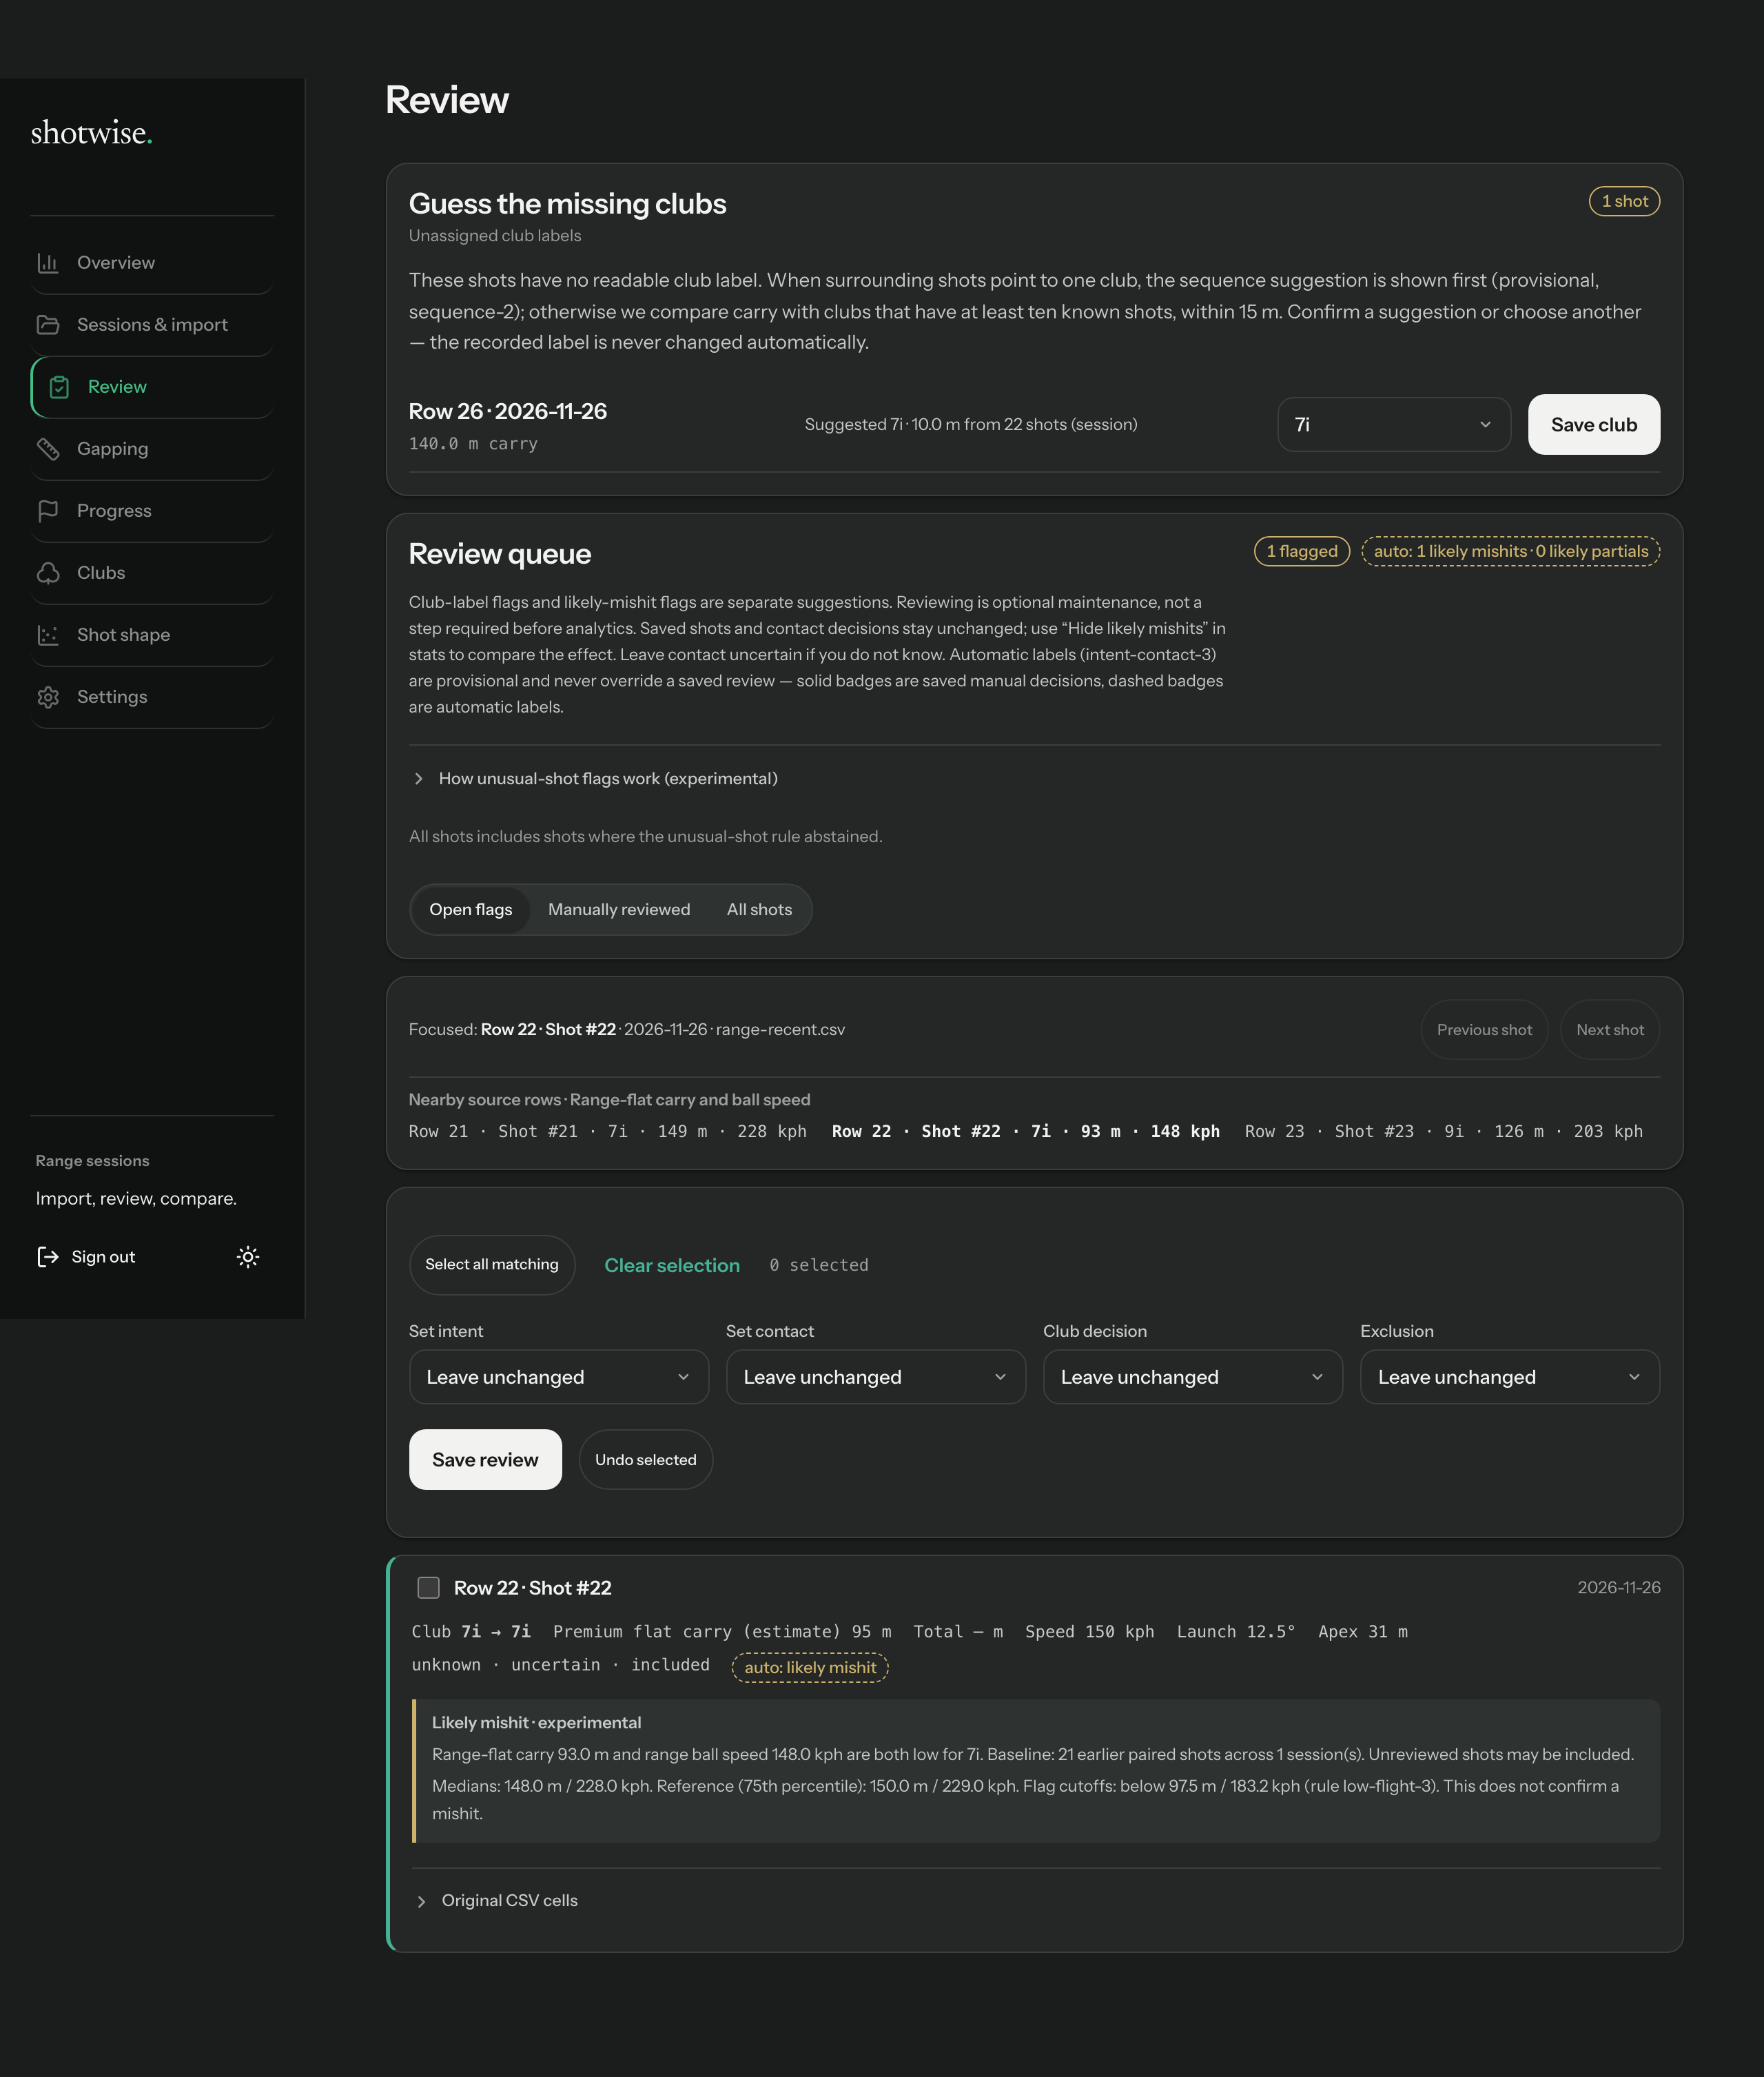 shotwise.
Overview
Sessions & import
Review
Gapping
Progress
Clubs
Shot shape
Settings
Range sessions
Import, review, compare.
Sign out
Review
Guess the missing clubs
1 shot
Unassigned club labels
These shots have no readable club label. When surrounding shots point to one club, the sequence suggestion is shown first (provisional,
sequence-2); otherwise we compare carry with clubs that have at least ten known shots, within 15 m. Confirm a suggestion or choose another
— the recorded label is never changed automatically.
Row 26 · 2026-11-26
140.0 m carry
Suggested 7i · 10.0 m from 22 shots (session)
7i
Save club
Review queue
1 flagged
auto: 1 likely mishits · 0 likely partials
Club-label flags and likely-mishit flags are separate suggestions. Reviewing is optional maintenance, not a
step required before analytics. Saved shots and contact decisions stay unchanged; use “Hide likely mishits” in
stats to compare the effect. Leave contact uncertain if you do not know. Automatic labels (intent-contact-3)
are provisional and never override a saved review — solid badges are saved manual decisions, dashed badges
are automatic labels.
How unusual-shot flags work (experimental)
All shots includes shots where the unusual-shot rule abstained.
Open flags Manually reviewed All shots
Focused: Row 22 · Shot #22 · 2026-11-26 · range-recent.csv
Previous shot Next shot
Nearby source rows · Range-flat carry and ball speed
Row 21 · Shot #21 · 7i · 149 m · 228 kph Row 22 · Shot #22 · 7i · 93 m · 148 kph Row 23 · Shot #23 · 9i · 126 m · 203 kph
Select all matching Clear selection 0 selected
Set intent Set contact Club decision Exclusion
Leave unchanged Leave unchanged Leave unchanged Leave unchanged
Save review Undo selected
Row 22 · Shot #22 2026-11-26
Club 7i → 7i Premium flat carry (estimate) 95 m Total — m Speed 150 kph Launch 12.5° Apex 31 m
unknown · uncertain · included auto: likely mishit
Likely mishit · experimental
Range-flat carry 93.0 m and range ball speed 148.0 kph are both low for 7i. Baseline: 21 earlier paired shots across 1 session(s). Unreviewed shots may be included.
Medians: 148.0 m / 228.0 kph. Reference (75th percentile): 150.0 m / 229.0 kph. Flag cutoffs: below 97.5 m / 183.2 kph (rule low-flight-3). This does not confirm a
mishit.
Original CSV cells